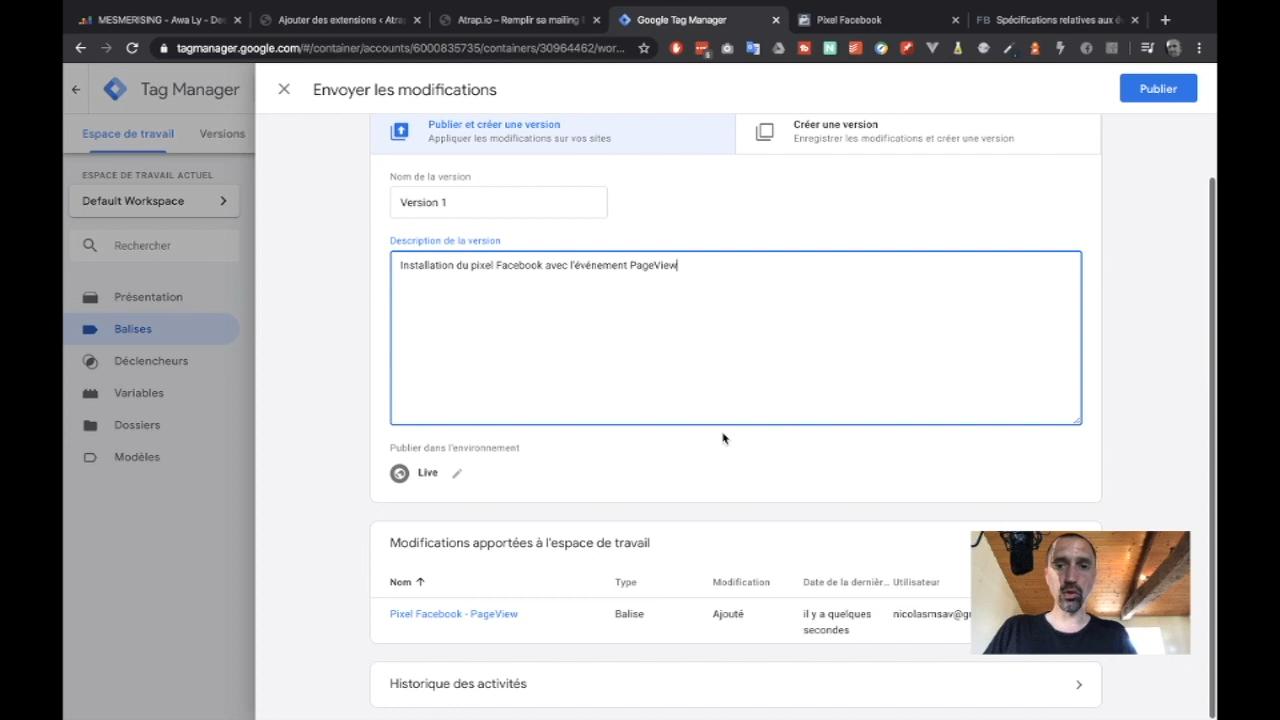 MESMERISING - Awa Ly - De
Ajouter des extensions ‹ Atrap
Atrap.io – Remplir sa mailing
Google Tag Manager
Pixel Facebook
FB Spécifications relatives aux é
tagmanager.google.com/#/container/accounts/6000835735/containers/30964462/wor...
Tag Manager
Envoyer les modifications
Publier
Espace de travail
Versions
Publier et créer une version
Appliquer les modifications sur vos sites
Créer une version
Enregistrer les modifications et créer une version
ESPACE DE TRAVAIL ACTUEL
Default Workspace
Nom de la version
Version 1
Rechercher
Description de la version
Installation du pixel Facebook avec l'événement PageView
Présentation
Balises
Déclencheurs
Variables
Dossiers
Modèles
Publier dans l'environnement
Live
Modifications apportées à l'espace de travail
Nom Type Modification Date de la dernièr... Utilisateur
Pixel Facebook - PageView Balise Ajouté il y a quelques nicolasmsav@g
secondes
Historique des activités